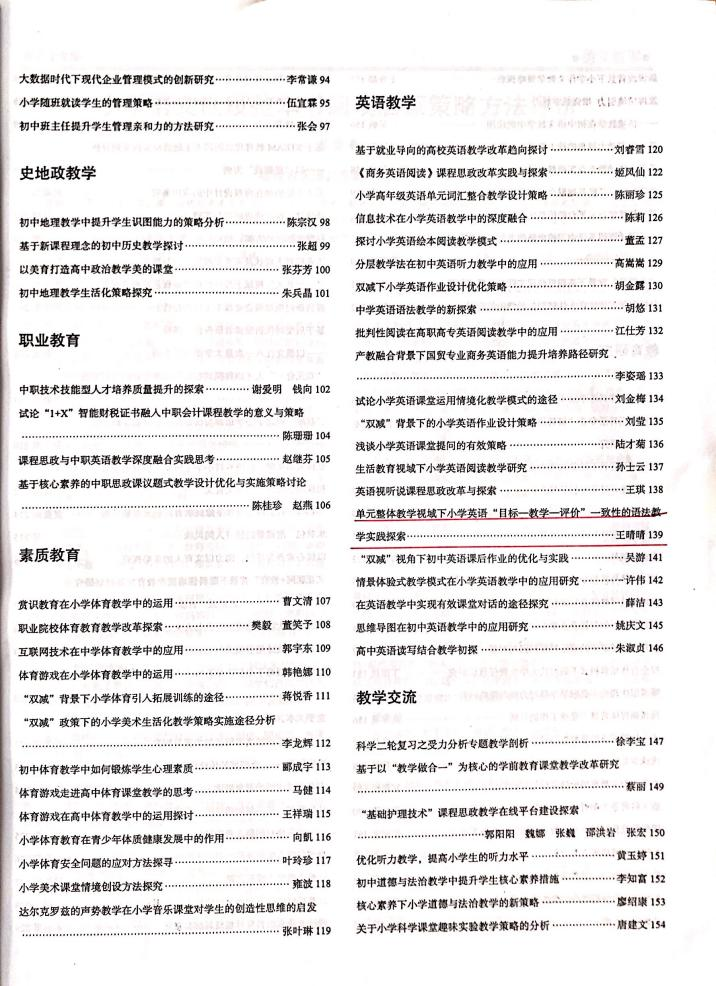 大数据时代下现代企业管理模式的创新研究··················李常谦 94
小学随班就读学生的管理策略··················伍宜霖 95
初中班主任提升学生管理亲和力的方法研究··················张会 97
史地政教学
初中地理教学中提升学生识图能力的策略分析··················陈宗汉 98
基于新课程理念的初中历史教学探讨··················张超 99
以美育打造高中政治教学美的课堂··················张芬芳 100
初中地理教学生活化策略探究··················朱兵晶 101
职业教育
中职技术技能型人才培养质量提升的探索············谢爱明 钱向 102
试论“1+X”智能财税证书融入中职会计课程教学的意义与策略
··················陈珊珊 104
课程思政与中职英语教学深度融合实践思考··················赵继芬 105
基于核心素养的中职思政课议题式教学设计优化与实施策略讨论
··················陈桂珍 赵燕 106
素质教育
赏识教育在小学体育教学中的运用··················曹文清 107
职业院校体育教育教学改革探索··················樊毅 董笑予 108
互联网技术在中学体育教学中的应用··················郭宇东 109
体育游戏在小学体育教学中的运用··················韩艳娜 110
“双减”背景下小学体育引入拓展训练的途径··················蒋悦香 111
“双减”政策下的小学美术生活化教学策略实施途径分析
··················李龙辉 112
初中体育教学中如何锻炼学生心理素质··················郦成宇 113
体育游戏走进高中体育课堂教学的思考··················马健 114
体育游戏在高中体育教学中的运用探讨··················王祥瑞 115
小学体育教育在青少年体质健康发展中的作用··················向凯 116
小学体育安全问题的应对方法探寻··················叶玲珍 117
小学美术课堂情境创设方法探究··················雍波 118
达尔克罗兹的声势教学在小学音乐课堂对学生的创造性思维的启发
··················张叶琳 119
英语教学
基于就业导向的高校英语教学改革趋向探讨··················刘睿雪 120
《商务英语阅读》课程思政改革实践与探索··················姬凤仙 122
小学高年级英语单元词汇整合教学设计策略··················陈丽珍 125
信息技术在小学英语教学中的深度融合··················陈莉 126
探讨小学英语绘本阅读教学模式··················董孟 127
分层教学法在初中英语听力教学中的应用··················高嵩嵩 129
双减下小学英语作业设计优化策略··················胡金露 130
中学英语语法教学的新探索··················胡悠 131
批判性阅读在高职高专英语阅读教学中的应用··················江仕芳 132
产教融合背景下国贸专业商务英语能力提升培养路径研究
··················李姿瑶 133
试论小学英语课堂运用情境化教学模式的途径··················刘金梅 134
“双减”背景下的小学英语作业设计策略··················刘莹 135
浅谈小学英语课堂提问的有效策略··················陆才菊 136
生活教育视域下小学英语阅读教学研究··················孙士云 137
英语视听说课程思政改革与探索··················王琪 138
单元整体教学视域下小学英语“目标—教学—评价”一致性的语法教
学实践探索··················王晴晴 139
“双减”视角下初中英语课后作业的优化与实践··················吴游 141
情景体验式教学模式在小学英语教学中的应用研究··················许伟 142
在英语教学中实现有效课堂对话的途径探究··················薛洁 143
思维导图在初中英语教学中的应用研究··················姚庆文 145
高中英语读写结合教学初探··················朱淑贞 146
教学交流
科学二轮复习之受力分析专题教学剖析··················徐李宝 147
基于以“教学做合一”为核心的学前教育课堂教学改革研究
··················蔡丽 149
“基础护理技术”课程思政教学在线平台建设探索
··················郭阳阳 魏娜 张巍 邵洪岩 张宏 150
优化听力教学，提高小学生的听力水平··················黄玉婷 151
初中道德与法治教学中提升学生核心素养措施··················李知富 152
核心素养下小学道德与法治教学的新策略··················廖绍康 153
关于小学科学课堂趣味实验教学策略的分析··················唐建文 154